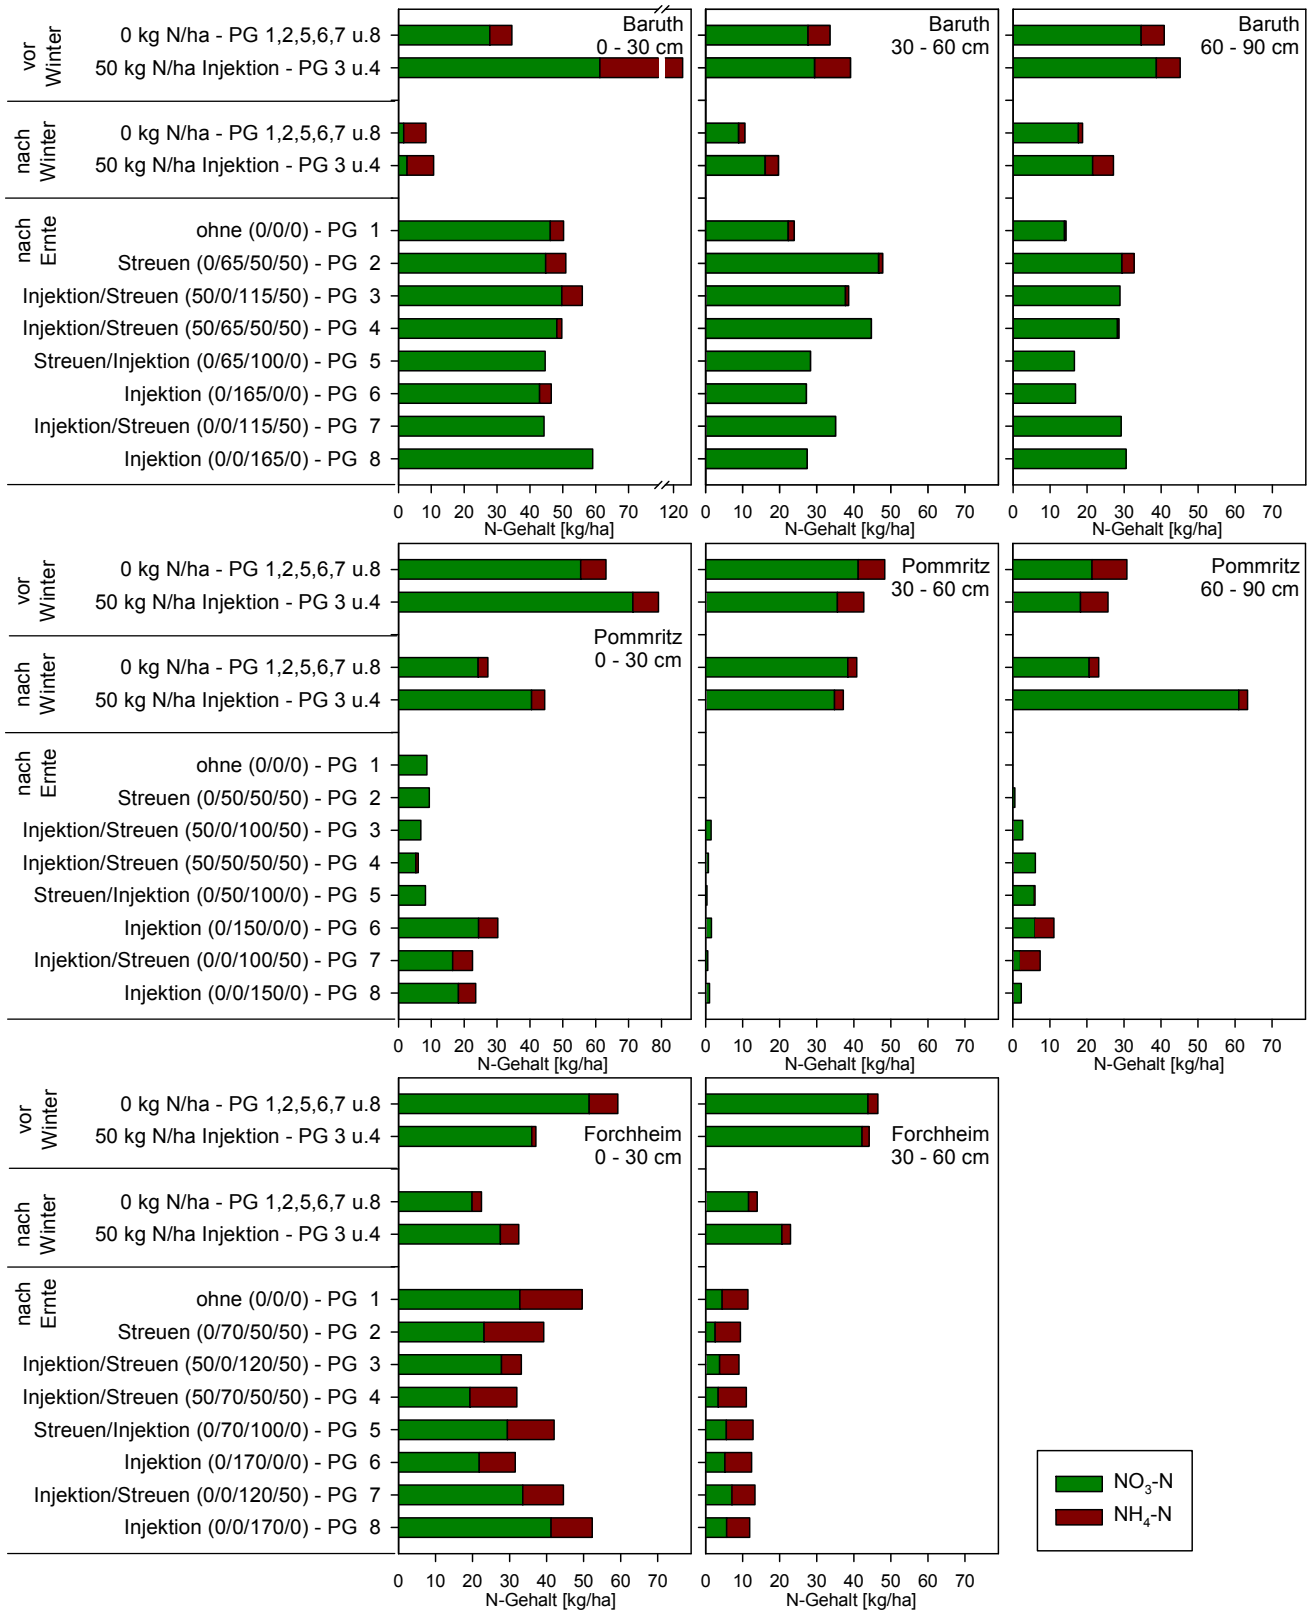 vor
Winter
0 kg N/ha - PG 1,2,5,6,7 u.8
50 kg N/ha Injektion - PG 3 u.4
nach
Winter
0 kg N/ha - PG 1,2,5,6,7 u.8
50 kg N/ha Injektion - PG 3 u.4
nach
Ernte
ohne (0/0/0) - PG 1
Streuen (0/65/50/50) - PG 2
Injektion/Streuen (50/0/115/50) - PG 3
Injektion/Streuen (50/65/50/50) - PG 4
Streuen/Injektion (0/65/100/0) - PG 5
Injektion (0/165/0/0) - PG 6
Injektion/Streuen (0/0/115/50) - PG 7
Injektion (0/0/165/0) - PG 8
Baruth
0 - 30 cm
0 10 20 30 40 50 60 70 120
N-Gehalt [kg/ha]
Baruth
30 - 60 cm
0 10 20 30 40 50 60 70
N-Gehalt [kg/ha]
Baruth
60 - 90 cm
0 10 20 30 40 50 60 70
N-Gehalt [kg/ha]
vor
Winter
0 kg N/ha - PG 1,2,5,6,7 u.8
50 kg N/ha Injektion - PG 3 u.4
nach
Winter
0 kg N/ha - PG 1,2,5,6,7 u.8
50 kg N/ha Injektion - PG 3 u.4
nach
Ernte
ohne (0/0/0) - PG 1
Streuen (0/50/50/50) - PG 2
Injektion/Streuen (50/0/100/50) - PG 3
Injektion/Streuen (50/50/50/50) - PG 4
Streuen/Injektion (0/50/100/0) - PG 5
Injektion (0/150/0/0) - PG 6
Injektion/Streuen (0/0/100/50) - PG 7
Injektion (0/0/150/0) - PG 8
Pommritz
0 - 30 cm
0 10 20 30 40 50 60 70 80
N-Gehalt [kg/ha]
Pommritz
30 - 60 cm
0 10 20 30 40 50 60 70
N-Gehalt [kg/ha]
Pommritz
60 - 90 cm
0 10 20 30 40 50 60 70
N-Gehalt [kg/ha]
vor
Winter
0 kg N/ha - PG 1,2,5,6,7 u.8
50 kg N/ha Injektion - PG 3 u.4
nach
Winter
0 kg N/ha - PG 1,2,5,6,7 u.8
50 kg N/ha Injektion - PG 3 u.4
nach
Ernte
ohne (0/0/0) - PG 1
Streuen (0/70/50/50) - PG 2
Injektion/Streuen (50/0/120/50) - PG 3
Injektion/Streuen (50/70/50/50) - PG 4
Streuen/Injektion (0/70/100/0) - PG 5
Injektion (0/170/0/0) - PG 6
Injektion/Streuen (0/0/120/50) - PG 7
Injektion (0/0/170/0) - PG 8
Forchheim
0 - 30 cm
0 10 20 30 40 50 60 70
N-Gehalt [kg/ha]
Forchheim
30 - 60 cm
0 10 20 30 40 50 60 70
N-Gehalt [kg/ha]
NO₃-N
NH₄-N